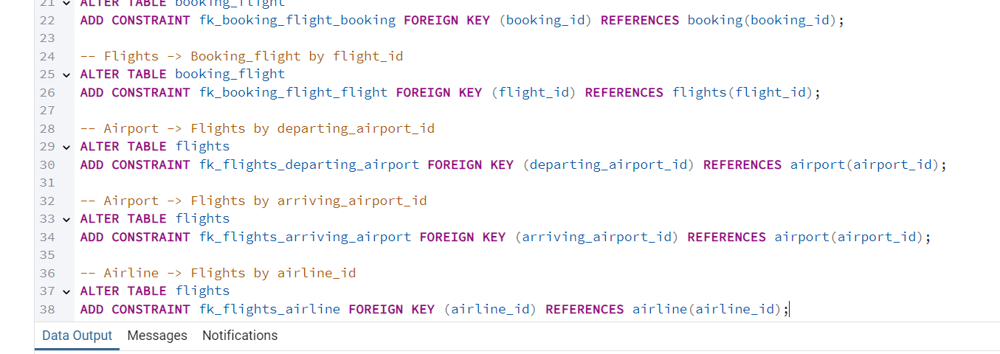 21 ALTER TABLE booking_flight
22 ADD CONSTRAINT fk_booking_flight_booking FOREIGN KEY (booking_id) REFERENCES booking(booking_id);
23
24 -- Flights -> Booking_flight by flight_id
25 ALTER TABLE booking_flight
26 ADD CONSTRAINT fk_booking_flight_flight FOREIGN KEY (flight_id) REFERENCES flights(flight_id);
27
28 -- Airport -> Flights by departing_airport_id
29 ALTER TABLE flights
30 ADD CONSTRAINT fk_flights_departing_airport FOREIGN KEY (departing_airport_id) REFERENCES airport(airport_id);
31
32 -- Airport -> Flights by arriving_airport_id
33 ALTER TABLE flights
34 ADD CONSTRAINT fk_flights_arriving_airport FOREIGN KEY (arriving_airport_id) REFERENCES airport(airport_id);
35
36 -- Airline -> Flights by airline_id
37 ALTER TABLE flights
38 ADD CONSTRAINT fk_flights_airline FOREIGN KEY (airline_id) REFERENCES airline(airline_id);
Data Output Messages Notifications